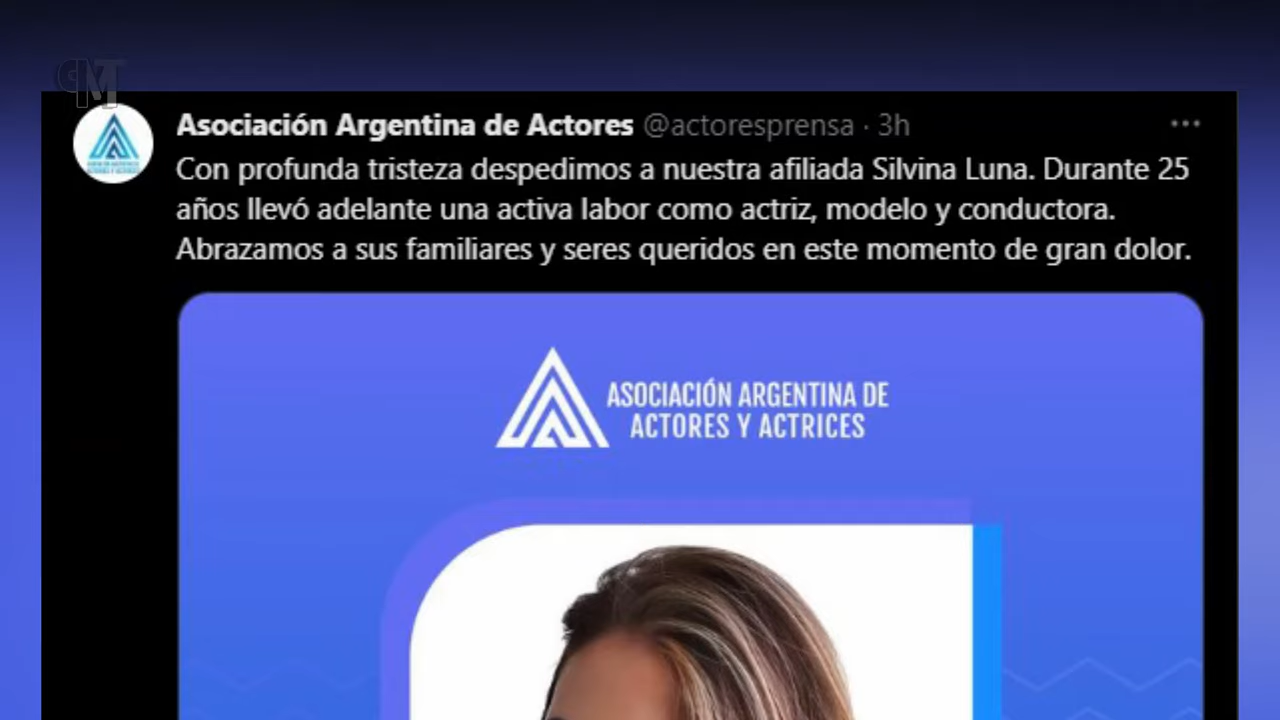 GMT
Asociación Argentina de Actores @actoresprensa · 3h
Con profunda tristeza despedimos a nuestra afiliada Silvina Luna. Durante 25
años llevó adelante una activa labor como actriz, modelo y conductora.
Abrazamos a sus familiares y seres queridos en este momento de gran dolor.
ASOCIACIÓN ARGENTINA DE
ACTORES Y ACTRICES